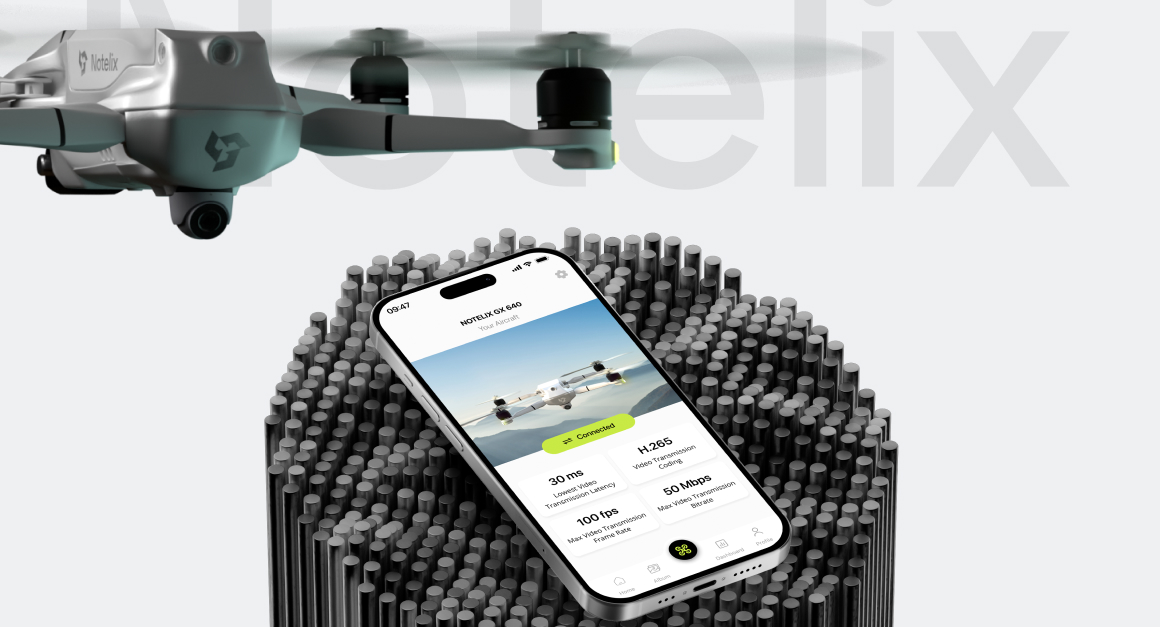 Notelix
Notelix
09:47
NOTELIX GX 640
Your Aircraft
Connected
30 ms
Lowest Video
Transmission Latency
H.265
Video Transmission
Coding
100 fps
Max Video Transmission
Frame Rate
50 Mbps
Max Video Transmission
Bitrate
Home
Album
Dashboard
Profile